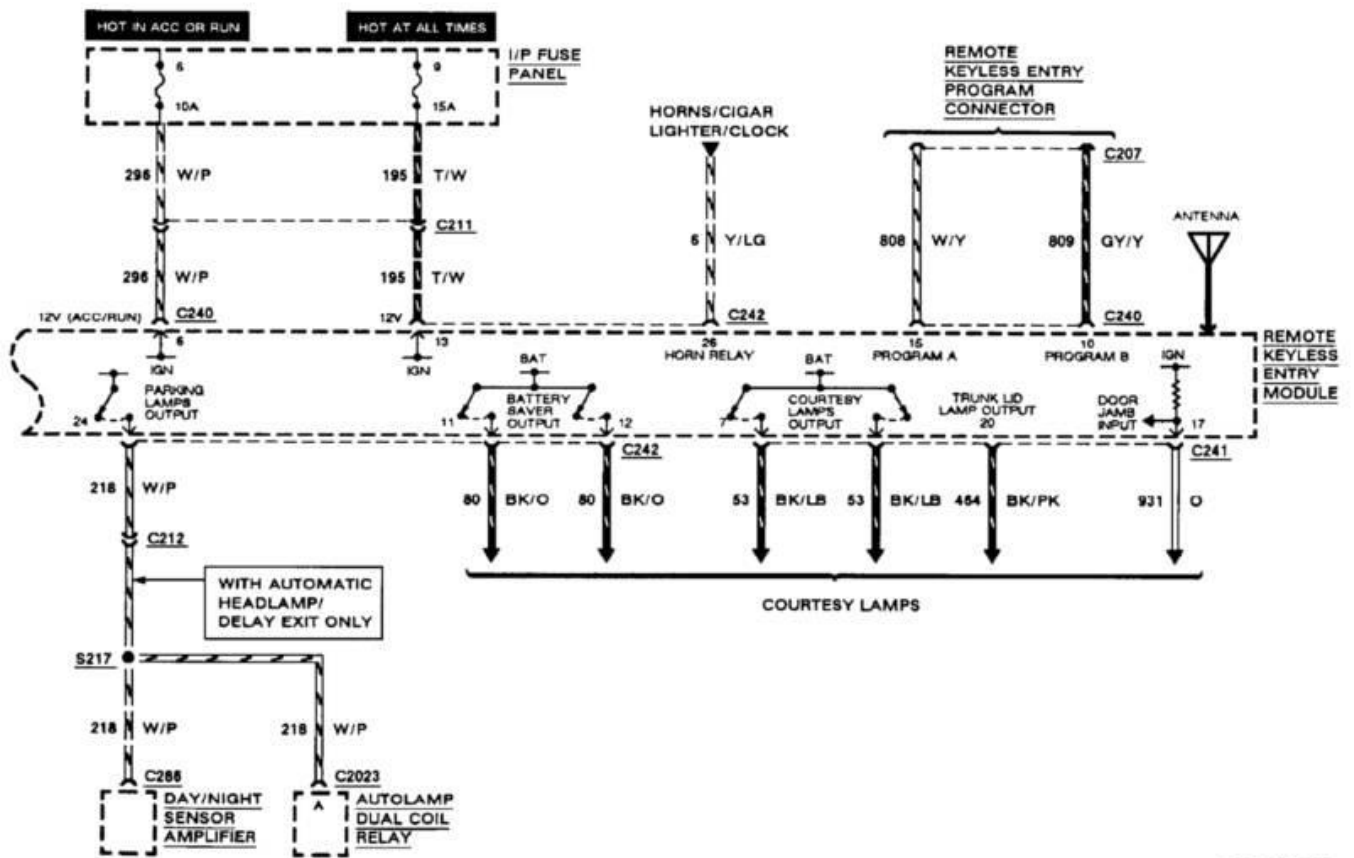 HOT IN ACC OR RUN
HOT AT ALL TIMES
I/P FUSE
PANEL
6
10A
9
15A
REMOTE
KEYLESS ENTRY
PROGRAM
CONNECTOR
HORNS/CIGAR
LIGHTER/CLOCK
C207
ANTENNA
296 W/P
195 T/W
C211
6 Y/LG
808 W/Y
809 GY/Y
296 W/P
195 T/W
12V (ACC/RUN)
C240
12V
C242
C240
6
IGN
13
IGN
26
HORN RELAY
15
PROGRAM A
10
PROGRAM B
IGN
REMOTE
KEYLESS
ENTRY
MODULE
PARKING
LAMPS
OUTPUT
24
BAT
BATTERY
SAVER
OUTPUT
11
12
BAT
COURTESY
LAMPS
OUTPUT
7
TRUNK LID
LAMP OUTPUT
20
DOOR
JAMB
INPUT
17
C242
C241
218 W/P
80 BK/O
80 BK/O
53 BK/LB
53 BK/LB
464 BK/PK
931 O
C212
WITH AUTOMATIC
HEADLAMP/
DELAY EXIT ONLY
COURTESY LAMPS
S217
218 W/P
218 W/P
C266
C2023
DAY/NIGHT
SENSOR
AMPLIFIER
A
AUTOLAMP
DUAL COIL
RELAY